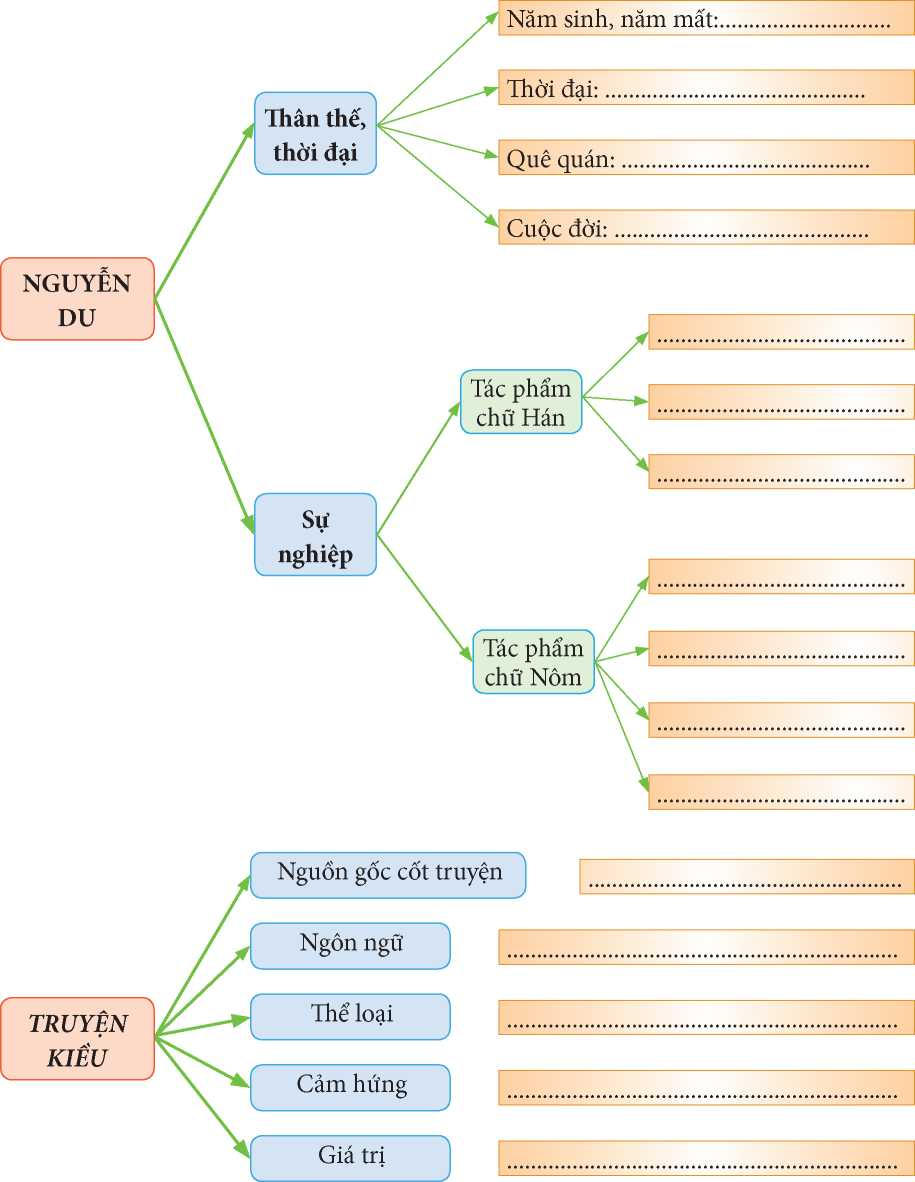 Năm sinh, năm mất:.............................
Thời đại: ............................................
Thân thế,
thời đại
Quê quán: ..........................................
Cuộc đời: ...........................................
NGUYỄN
DU
..........................................
Tác phẩm
chữ Hán
..........................................
..........................................
Sự
nghiệp
..........................................
Tác phẩm
chữ Nôm
..........................................
..........................................
..........................................
Nguồn gốc cốt truyện
.....................................................
Ngôn ngữ
..................................................................
TRUYỆN
KIỀU
Thể loại
..................................................................
Cảm hứng
..................................................................
Giá trị
..................................................................